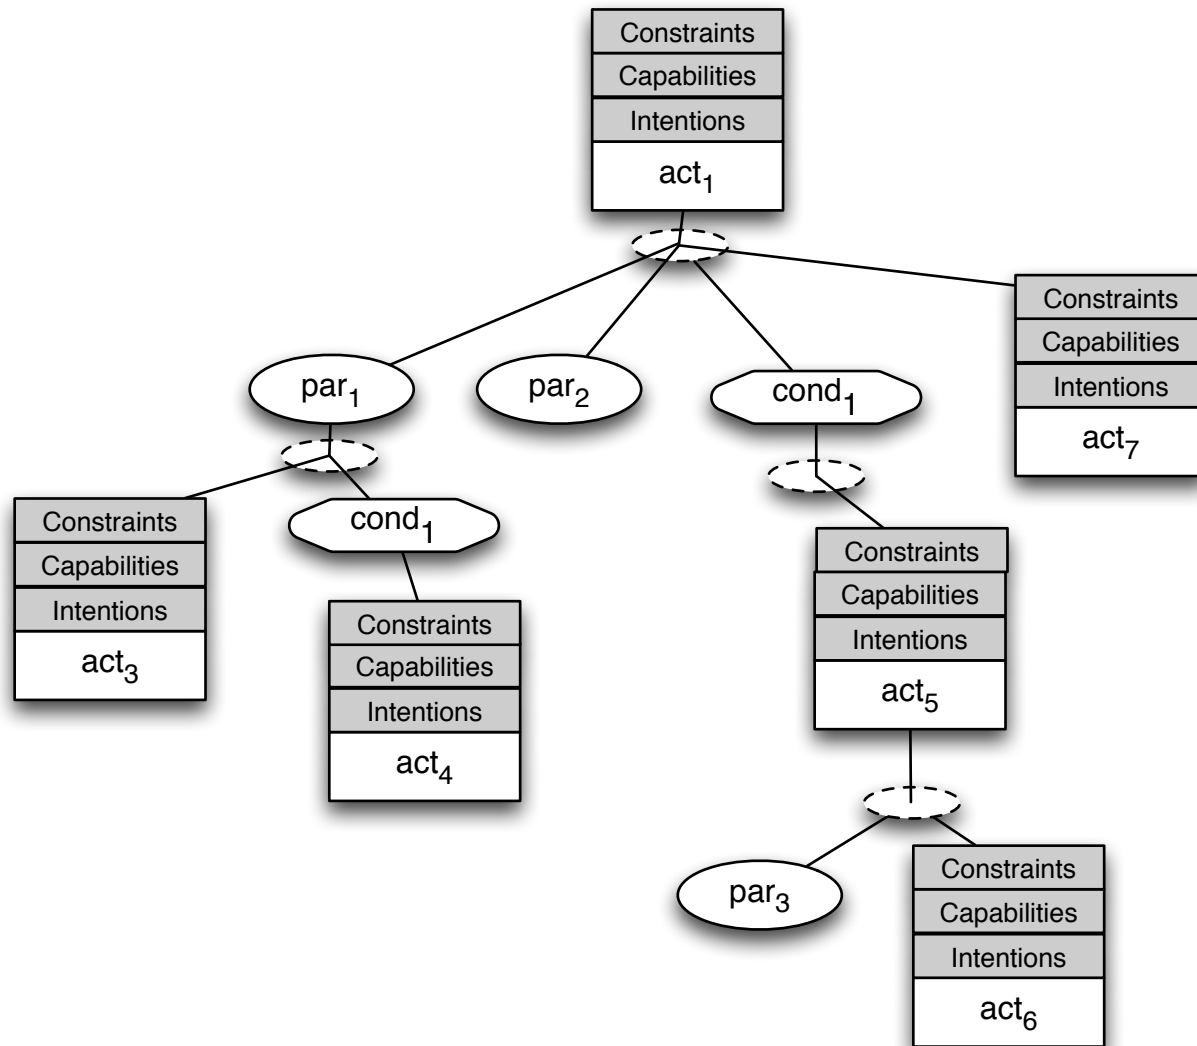 Constraints
Capabilities
Intentions
act1
Constraints
Capabilities
Intentions
act7
par1
par2
cond1
Constraints
Capabilities
Intentions
act3
cond1
Constraints
Capabilities
Intentions
act4
Constraints
Capabilities
Intentions
act5
par3
Constraints
Capabilities
Intentions
act6